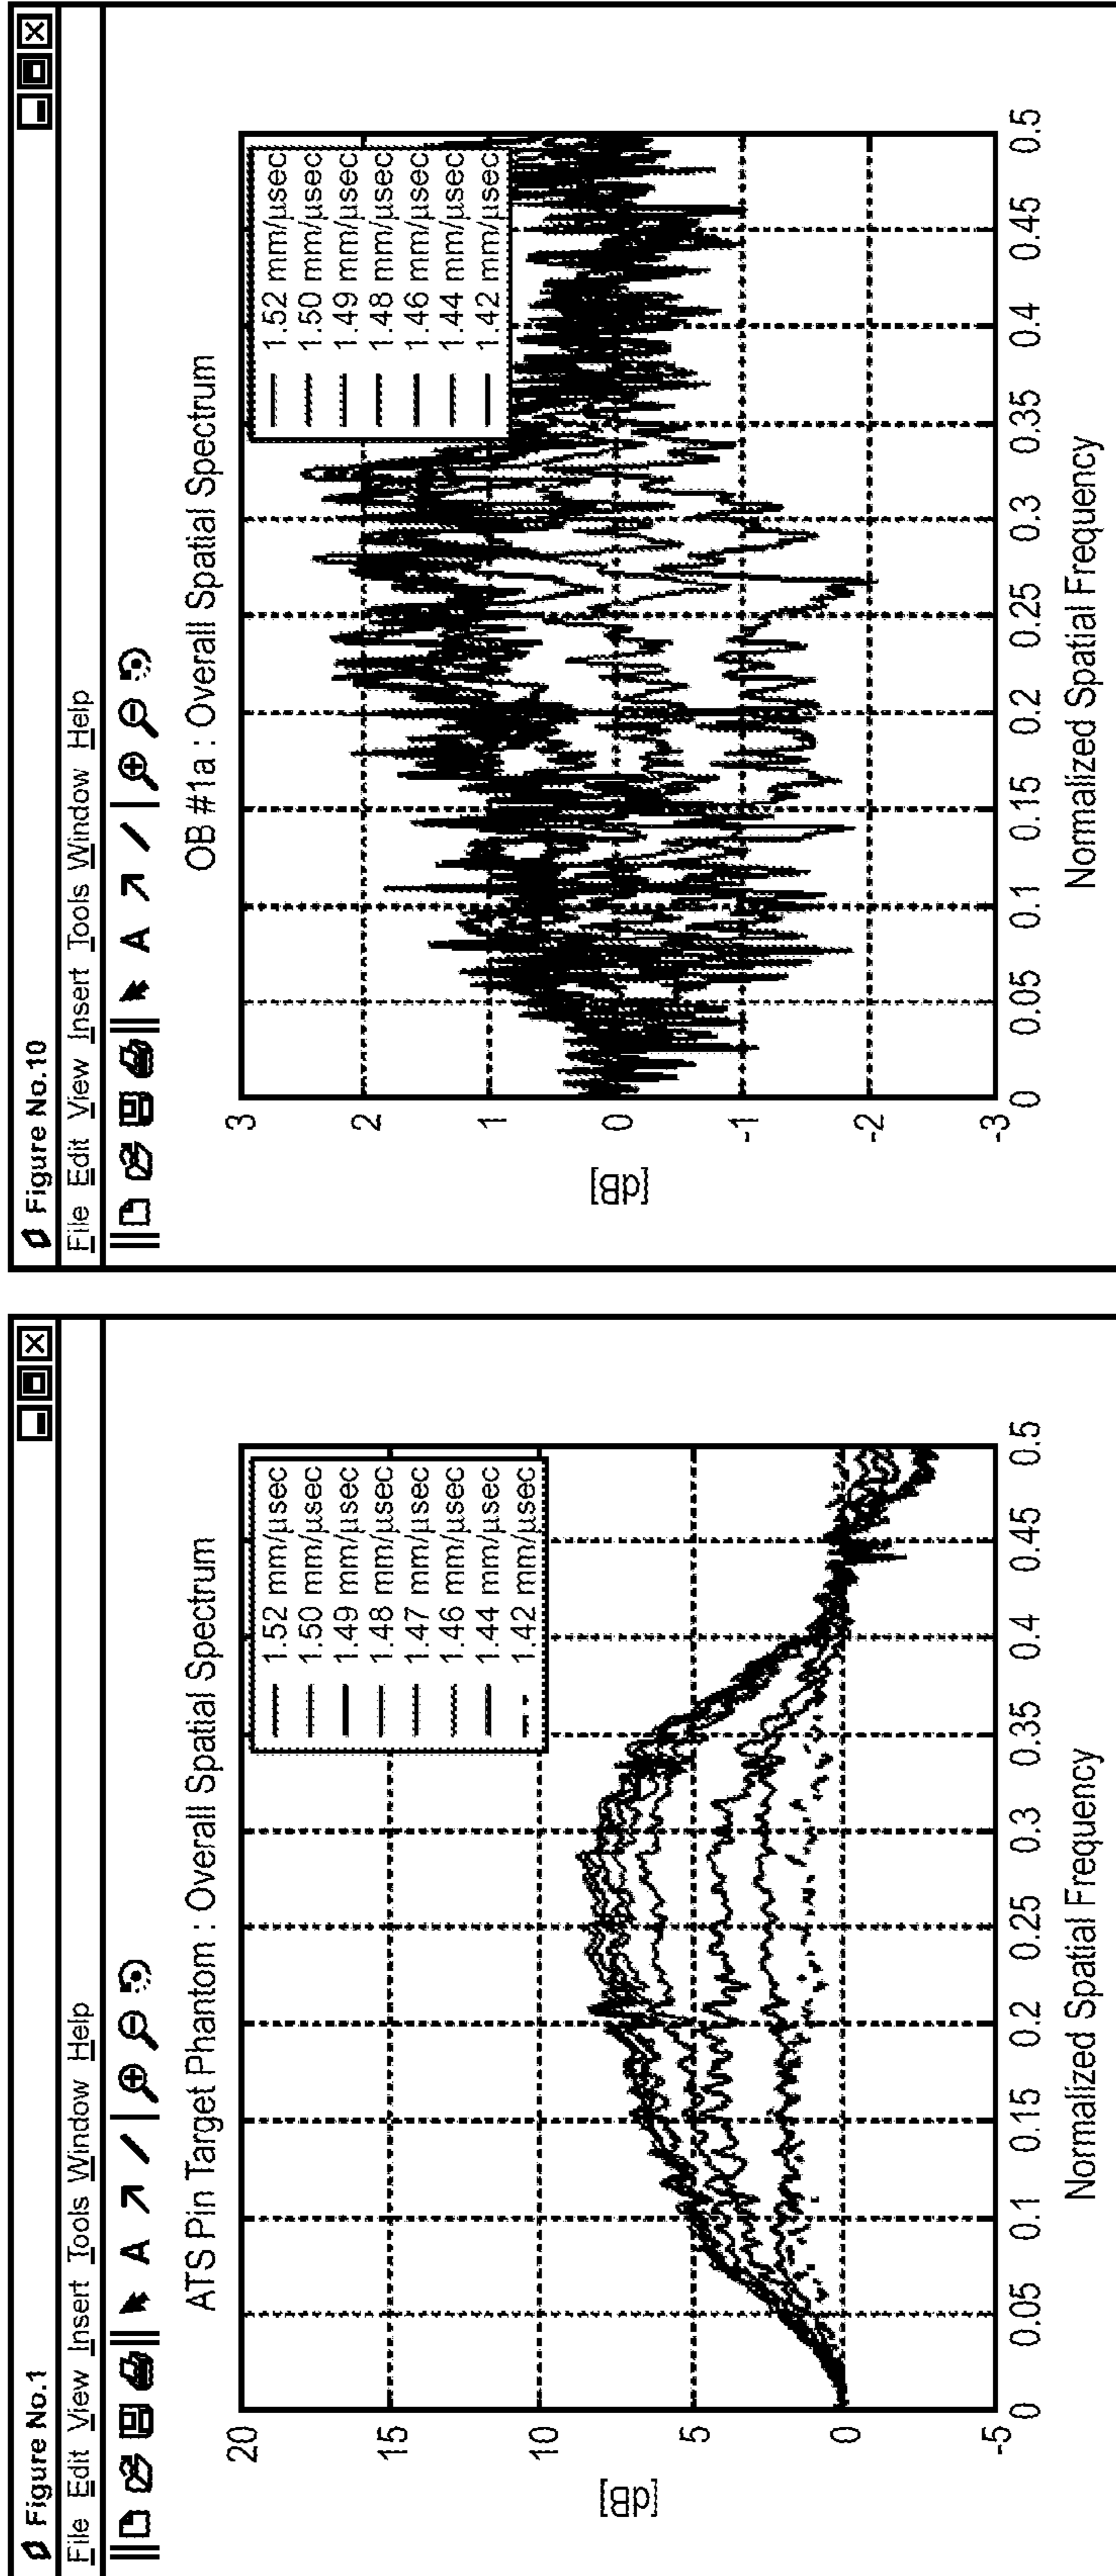 Figure No.1
File Edit View Insert Tools Window Help
A
ATS Pin Target Phantom : Overall Spatial Spectrum
20
15
10
5
0
-5
[dB]
1.52 mm/µsec
1.50 mm/µsec
1.49 mm/µsec
1.48 mm/µsec
1.47 mm/µsec
1.46 mm/µsec
1.44 mm/µsec
1.42 mm/µsec
0 0.05 0.1 0.15 0.2 0.25 0.3 0.35 0.4 0.45 0.5
Normalized Spatial Frequency
Figure No.10
File Edit View Insert Tools Window Help
A
OB #1a : Overall Spatial Spectrum
3
2
1
0
-1
-2
-3
[dB]
1.52 mm/µsec
1.50 mm/µsec
1.49 mm/µsec
1.48 mm/µsec
1.46 mm/µsec
1.44 mm/µsec
1.42 mm/µsec
0 0.05 0.1 0.15 0.2 0.25 0.3 0.35 0.4 0.45 0.5
Normalized Spatial Frequency